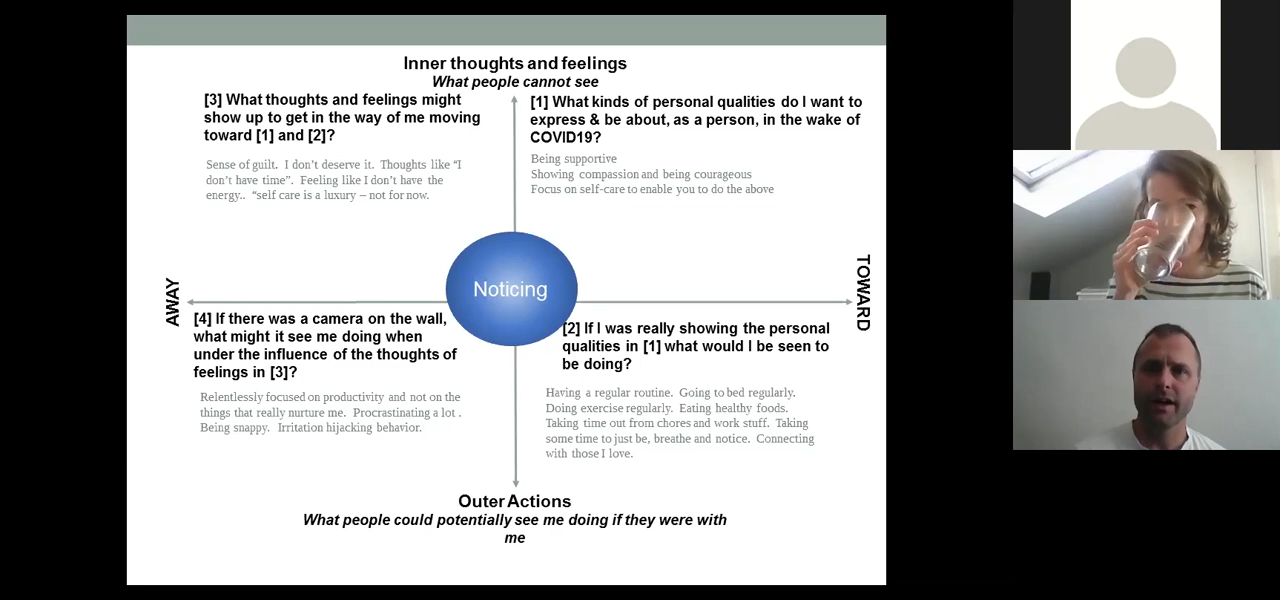 Inner thoughts and feelings
What people cannot see
[3] What thoughts and feelings might
show up to get in the way of me moving
toward [1] and [2]?
Sense of guilt. I don’t deserve it. Thoughts like “I
don’t have time”. Feeling like I don’t have the
energy.. “self care is a luxury – not for now.
[1] What kinds of personal qualities do I want to
express & be about, as a person, in the wake of
COVID19?
Being supportive
Showing compassion and being courageous
Focus on self-care to enable you to do the above
AWAY
Noticing
TOWARD
[4] If there was a camera on the wall,
what might it see me doing when
under the influence of the thoughts of
feelings in [3]?
Relentlessly focused on productivity and not on the
things that really nurture me. Procrastinating a lot .
Being snappy. Irritation hijacking behavior.
[2] If I was really showing the personal
qualities in [1] what would I be seen to
be doing?
Having a regular routine. Going to bed regularly.
Doing exercise regularly. Eating healthy foods.
Taking time out from chores and work stuff. Taking
some time to just be, breathe and notice. Connecting
with those I love.
Outer Actions
What people could potentially see me doing if they were with
me